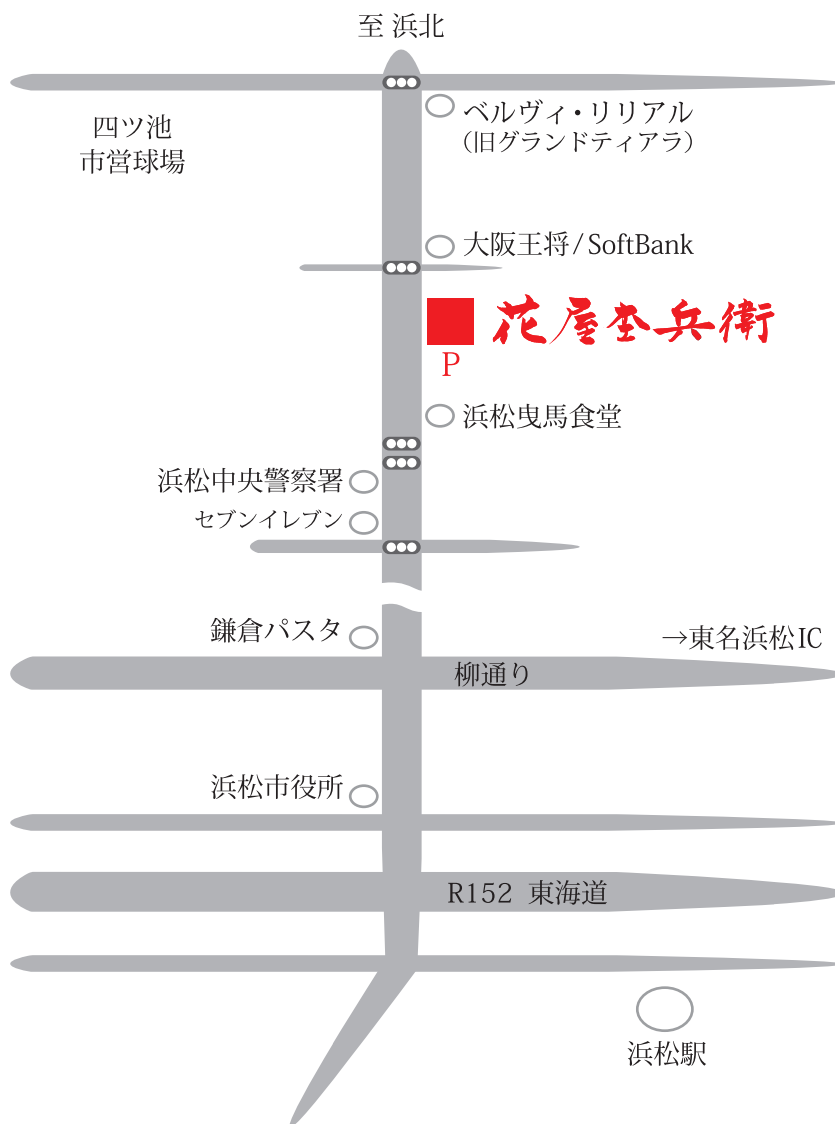 至 浜北
ベルヴィ・リリアル
（旧グランドティアラ）
四ツ池
市営球場
大阪王将/SoftBank
花屋杢兵衛
P
浜松曳馬食堂
浜松中央警察署
セブンイレブン
鎌倉パスタ
→東名浜松IC
柳通り
浜松市役所
R152 東海道
浜松駅